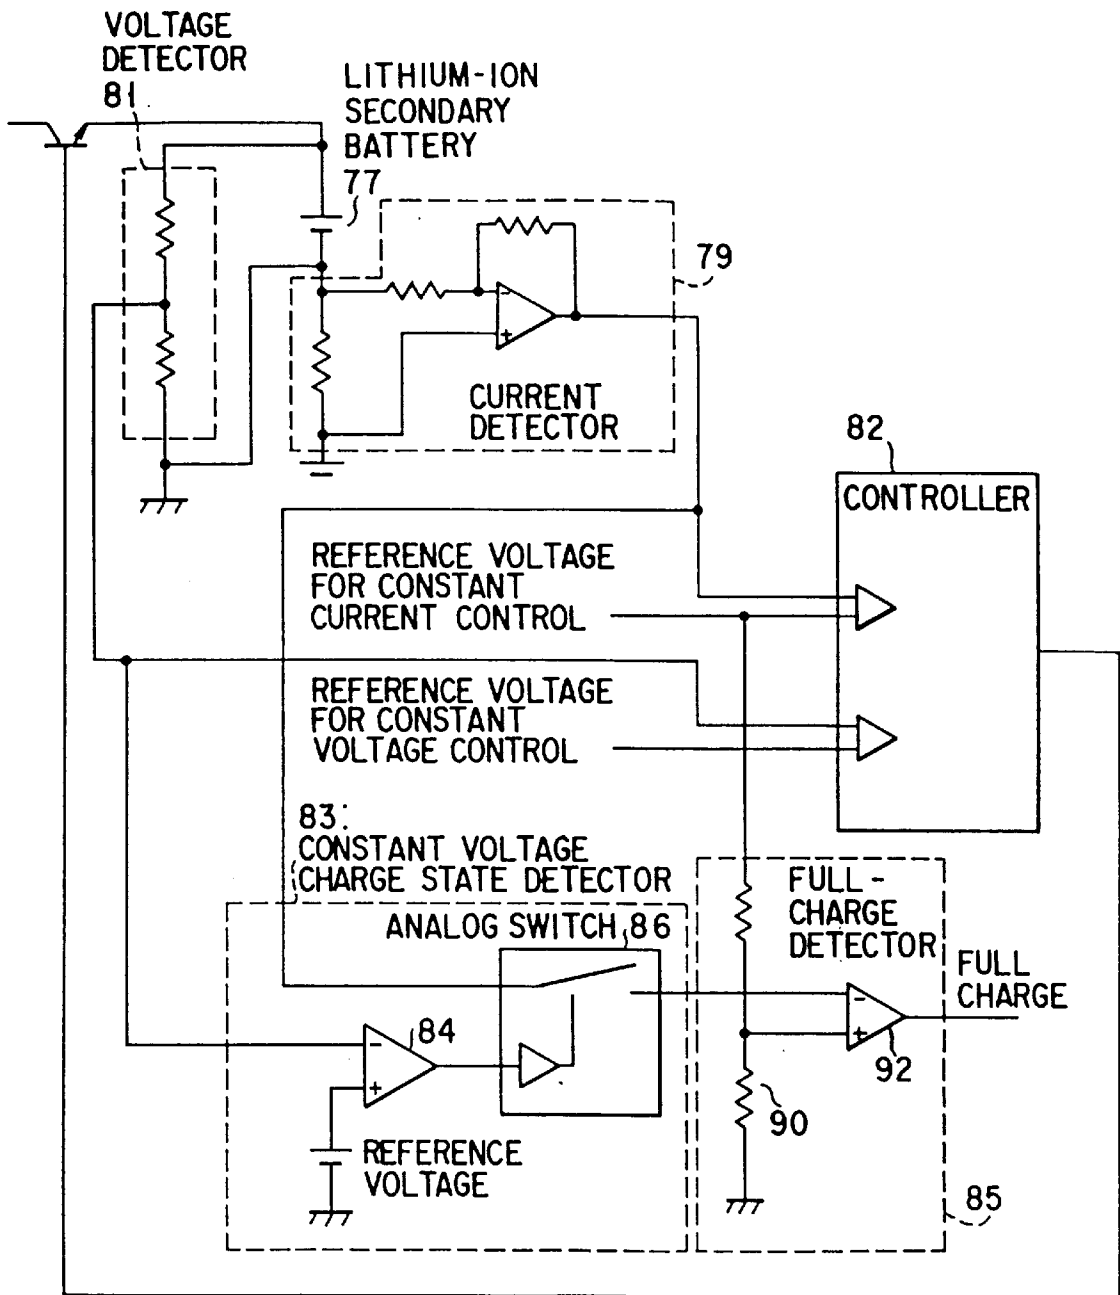 VOLTAGE
DETECTOR
81
LITHIUM-ION
SECONDARY
BATTERY
77
79
-
+
CURRENT
DETECTOR
82
CONTROLLER
REFERENCE VOLTAGE
FOR CONSTANT
CURRENT CONTROL
REFERENCE VOLTAGE
FOR CONSTANT
VOLTAGE CONTROL
83:
CONSTANT VOLTAGE
CHARGE STATE DETECTOR
ANALOG SWITCH 86
84
-
+
REFERENCE
VOLTAGE
FULL-
CHARGE
DETECTOR
-
+
92
90
FULL
CHARGE
85